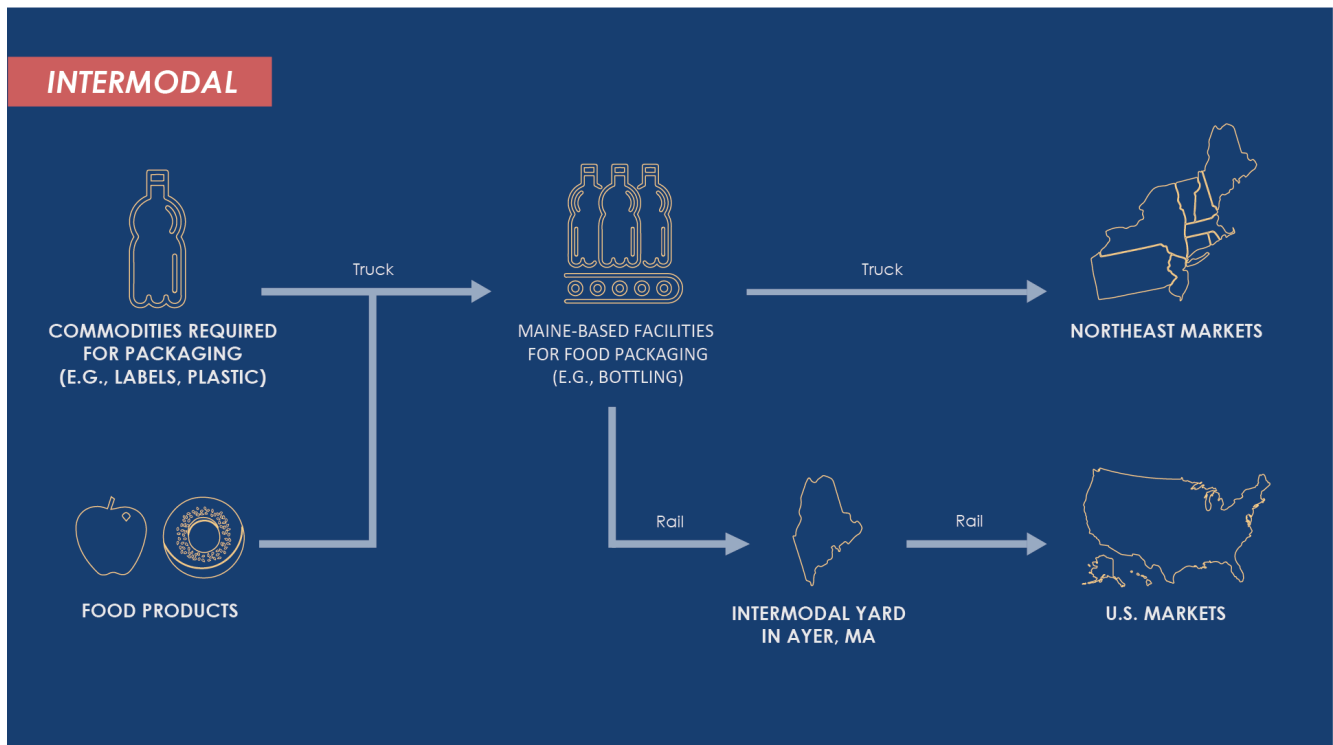 INTERMODAL
Truck
Truck
COMMODITIES REQUIRED
FOR PACKAGING
(E.G., LABELS, PLASTIC)
MAINE-BASED FACILITIES
FOR FOOD PACKAGING
(E.G., BOTTLING)
NORTHEAST MARKETS
Rail
Rail
FOOD PRODUCTS
INTERMODAL YARD
IN AYER, MA
U.S. MARKETS